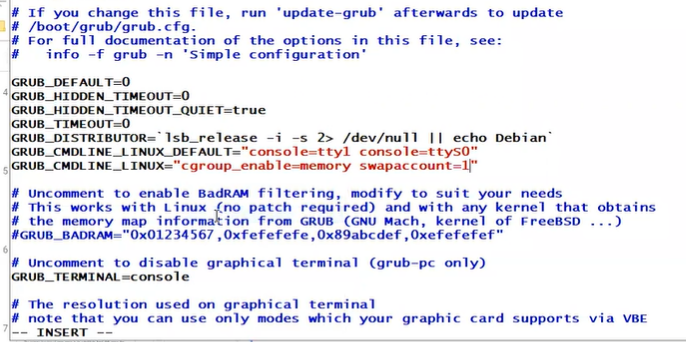 # If you change this file, run 'update-grub' afterwards to update
# /boot/grub/grub.cfg.
# For full documentation of the options in this file, see:
#   info -f grub -n 'Simple configuration'
GRUB_DEFAULT=0
GRUB_HIDDEN_TIMEOUT=0
GRUB_HIDDEN_TIMEOUT_QUIET=true
GRUB_TIMEOUT=0
GRUB_DISTRIBUTOR=`lsb_release -i -s 2> /dev/null || echo Debian`
GRUB_CMDLINE_LINUX_DEFAULT="console=tty1 console=ttyS0"
GRUB_CMDLINE_LINUX="cgroup_enable=memory swapaccount=1"
# Uncomment to enable BadRAM filtering, modify to suit your needs
# This works with Linux (no patch required) and with any kernel that obtains
# the memory map information from GRUB (GNU Mach, kernel of FreeBSD ...)
#GRUB_BADRAM="0x01234567,0xfefefefe,0x89abcdef,0xefefefef"
# Uncomment to disable graphical terminal (grub-pc only)
GRUB_TERMINAL=console
# The resolution used on graphical terminal
# note that you can use only modes which your graphic card supports via VBE
-- INSERT --
4
5
6
7